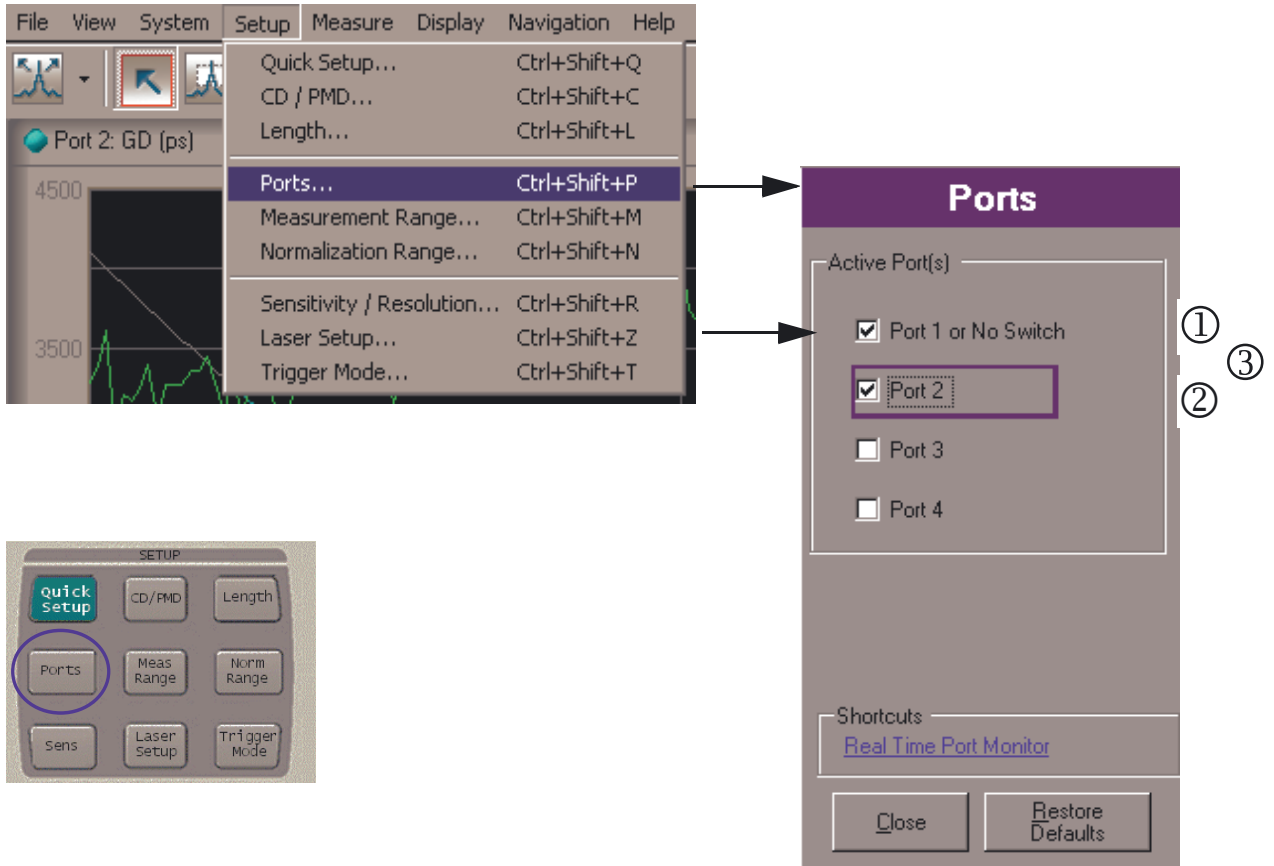 File View System Setup Measure Display Navigation Help
Quick Setup... Ctrl+Shift+Q
CD / PMD... Ctrl+Shift+C
Length... Ctrl+Shift+L
Port 2: GD (ps)
Ports... Ctrl+Shift+P
Measurement Range... Ctrl+Shift+M
Normalization Range... Ctrl+Shift+N
Sensitivity / Resolution... Ctrl+Shift+R
Laser Setup... Ctrl+Shift+Z
Trigger Mode... Ctrl+Shift+T
4500
3500
Ports
Active Port(s)
Port 1 or No Switch
①
Port 2
②
③
Port 3
Port 4
Shortcuts
Real Time Port Monitor
Close
Restore
Defaults
SETUP
Quick
Setup
CD/PMD
Length
Ports
Meas
Range
Norm
Range
Sens
Laser
Setup
Trigger
Mode